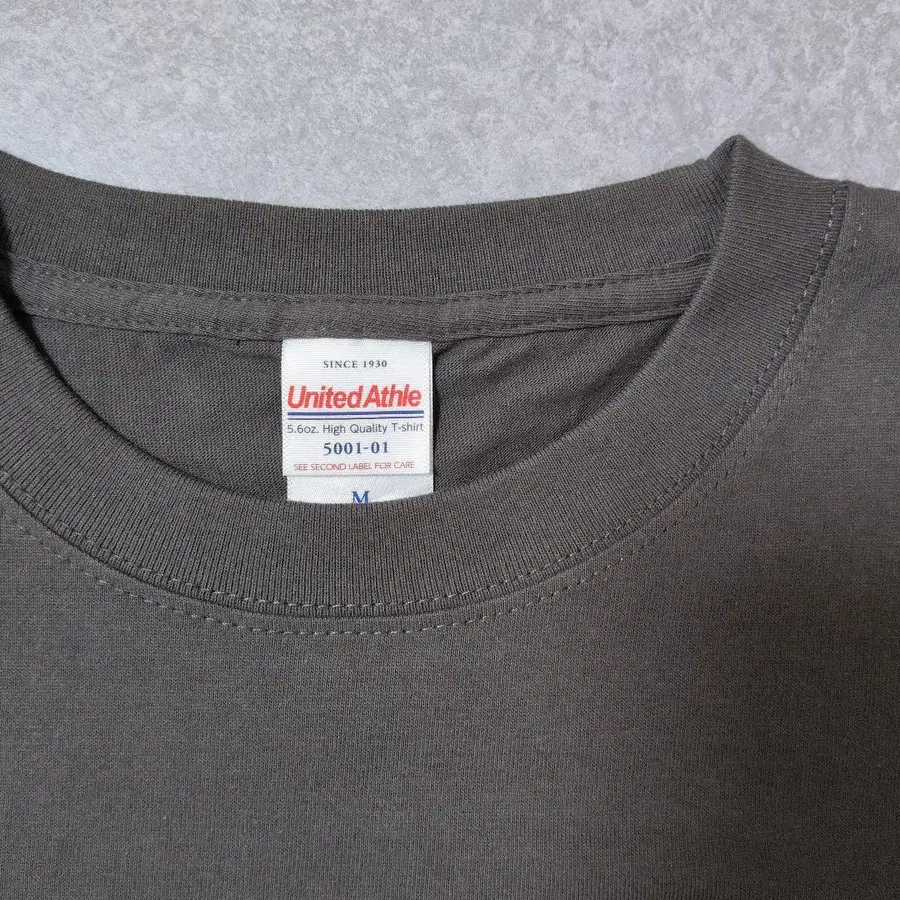 SINCE 1930
United Athle
5.6oz. High Quality T-shirt
5001-01
SEE SECOND LABEL FOR CARE
M